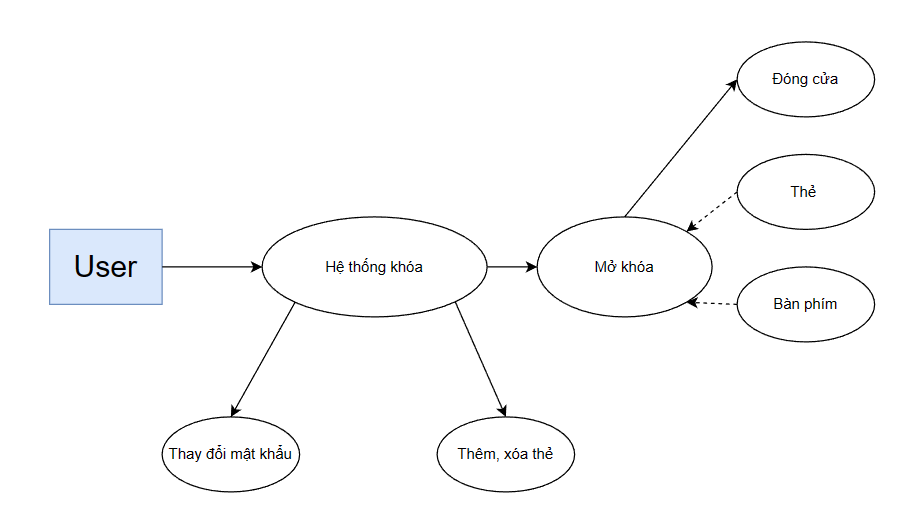 Đóng cửa
Thẻ
User
Hệ thống khóa
Mở khóa
Bàn phím
Thay đổi mật khẩu
Thêm, xóa thẻ